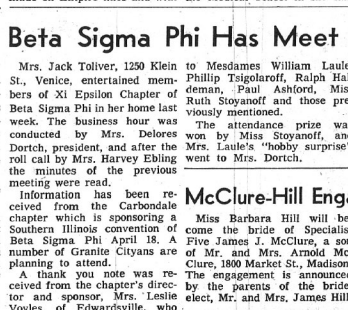 Beta Sigma Phi Has Meet
Mrs. Jack Toliver, 1250 Klein
St., Venice, entertained mem-
bers of Xi Epsilon Chapter of
Beta Sigma Phi in her home last
week. The business hour was
conducted by Mrs. Delores
Dortch, president, and after the
roll call by Mrs. Harvey Ebling
the minutes of the previous
meeting were read.
Information has been re-
ceived from the Carbondale
chapter which is sponsoring a
Southern Illinois convention of
Beta Sigma Phi April 18. A
number of Granite Cityans are
planning to attend.
A thank you note was re-
ceived from the chapter's direc-
tor and sponsor, Mrs. Leslie
Voyles, of Edwardsville, who
to Mesdames William Laule
Phillip Tsigolaroff, Ralph Hal
deman, Paul Ashford, Miss
Ruth Stoyanoff and those pre
viously mentioned.
The attendance prize wa
won by Miss Stoyanoff, and
Mrs. Laule's "hobby surprise"
went to Mrs. Dortch.
McClure-Hill Eng
Miss Barbara Hill will be
come the bride of Specialis
Five James J. McClure, a so
of Mr. and Mrs. Arnold Mc
Clure, 1800 Market St., Madison
The engagement is announced
by the parents of the bride
elect, Mr. and Mrs. James Hill